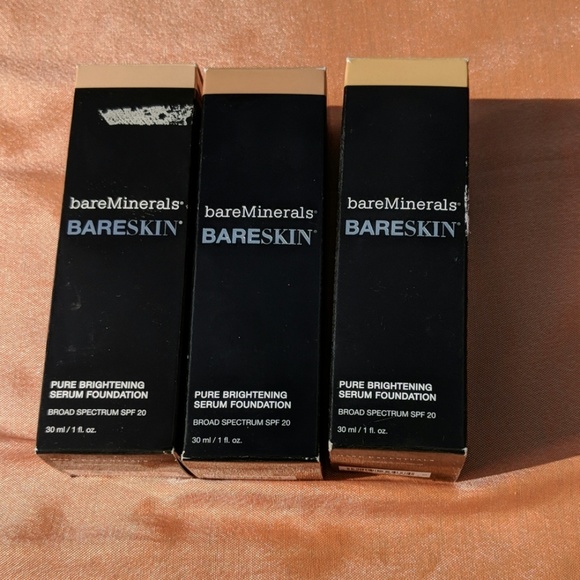 bareMinerals®
BARESKIN®
PURE BRIGHTENING
SERUM FOUNDATION
BROAD SPECTRUM SPF 20
30 ml / 1 fl. oz.
bareMinerals®
BARESKIN®
PURE BRIGHTENING
SERUM FOUNDATION
BROAD SPECTRUM SPF 20
30 ml / 1 fl. oz.
bareMinerals®
BARESKIN®
PURE BRIGHTENING
SERUM FOUNDATION
BROAD SPECTRUM SPF 20
30 ml / 1 fl. oz.